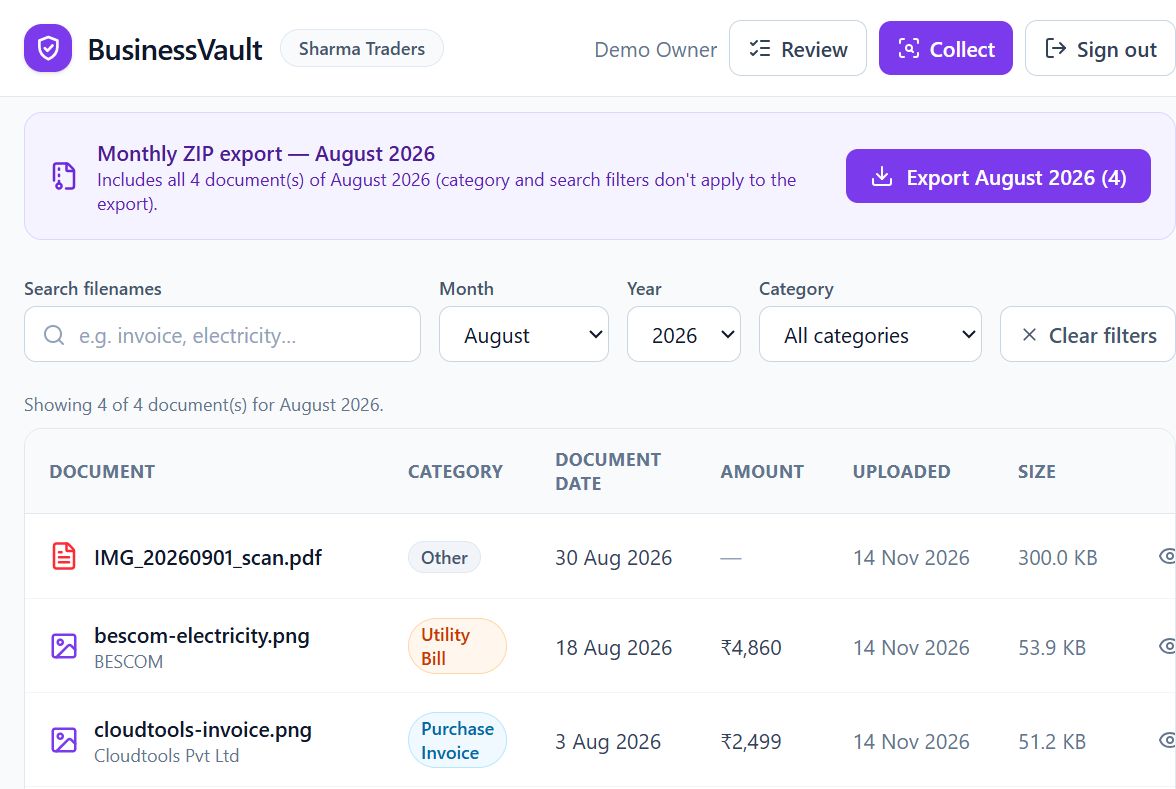 BusinessVault
Sharma Traders
Demo Owner
Review
Collect
Sign out
Monthly ZIP export — August 2026
Includes all 4 document(s) of August 2026 (category and search filters don't apply to the
export).
Export August 2026 (4)
Search filenames
Month
Year
Category
e.g. invoice, electricity...
August
2026
All categories
Clear filters
Showing 4 of 4 document(s) for August 2026.
DOCUMENT
CATEGORY
DOCUMENT
DATE
AMOUNT
UPLOADED
SIZE
IMG_20260901_scan.pdf
Other
30 Aug 2026
—
14 Nov 2026
300.0 KB
bescom-electricity.png
BESCOM
Utility
Bill
18 Aug 2026
₹4,860
14 Nov 2026
53.9 KB
cloudtools-invoice.png
Cloudtools Pvt Ltd
Purchase
Invoice
3 Aug 2026
₹2,499
14 Nov 2026
51.2 KB